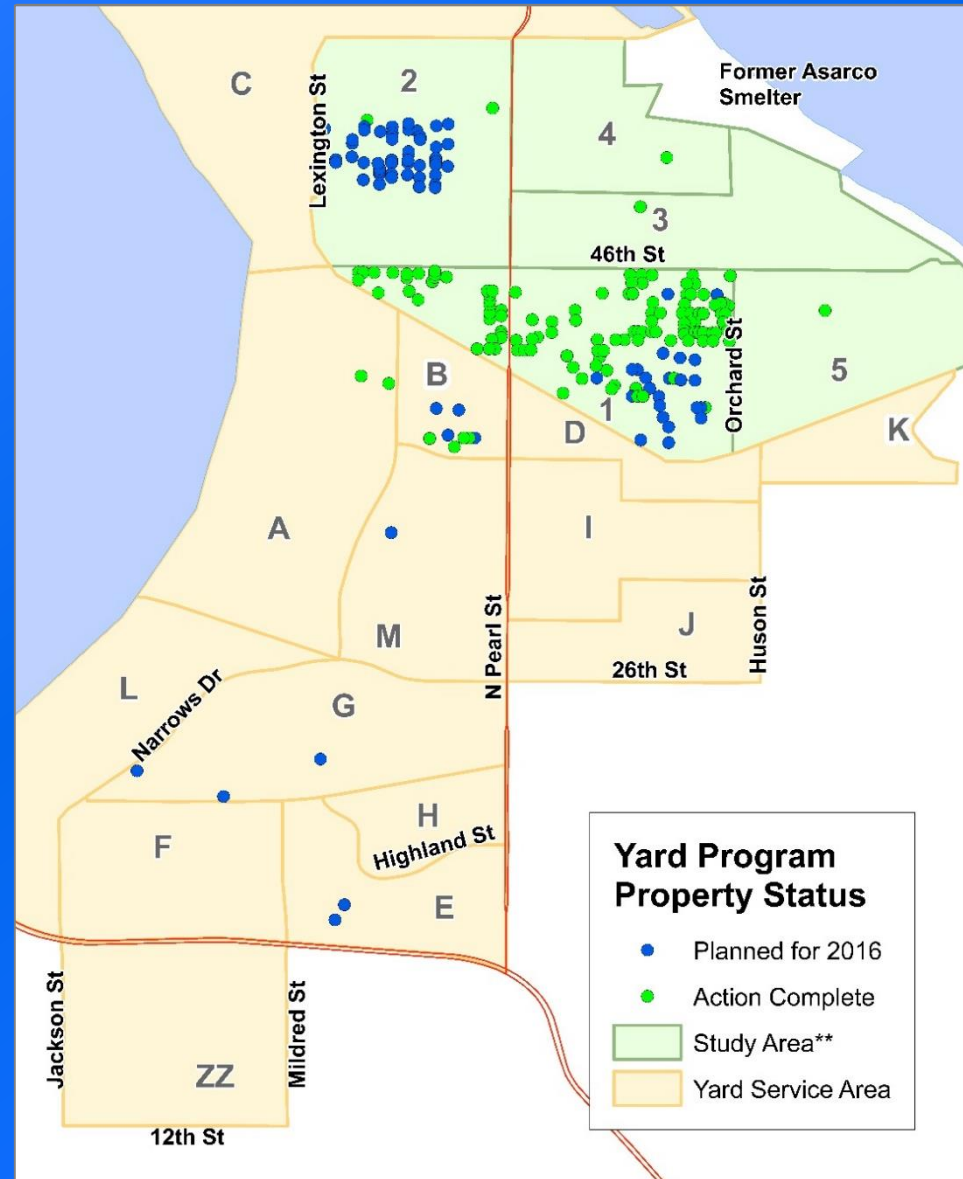 Former Asarco
Smelter
C
2
4
Lexington St
3
46th St
B
1
D
Orchard St
5
K
A
I
M
N Pearl St
J
Huson St
26th St
L
Narrows Dr
G
F
H
Highland St
E
Jackson St
Mildred St
ZZ
12th St
Yard Program
Property Status
Planned for 2016
Action Complete
Study Area**
Yard Service Area